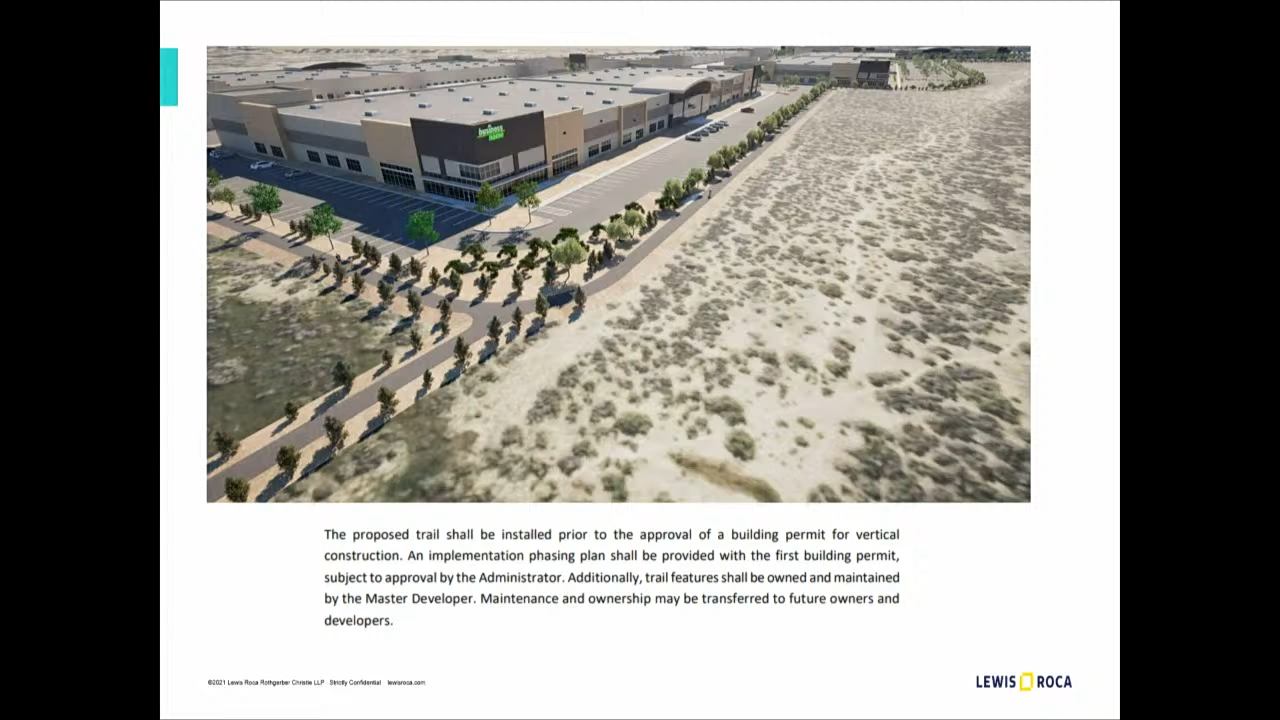 business
The proposed trail shall be installed prior to the approval of a building permit for vertical
construction. An implementation phasing plan shall be provided with the first building permit,
subject to approval by the Administrator. Additionally, trail features shall be owned and maintained
by the Master Developer. Maintenance and ownership may be transferred to future owners and
developers.
©2021 Lewis Roca Rothgerber Christie LLP Strictly Confidential lewisroca.com
LEWIS ROCA